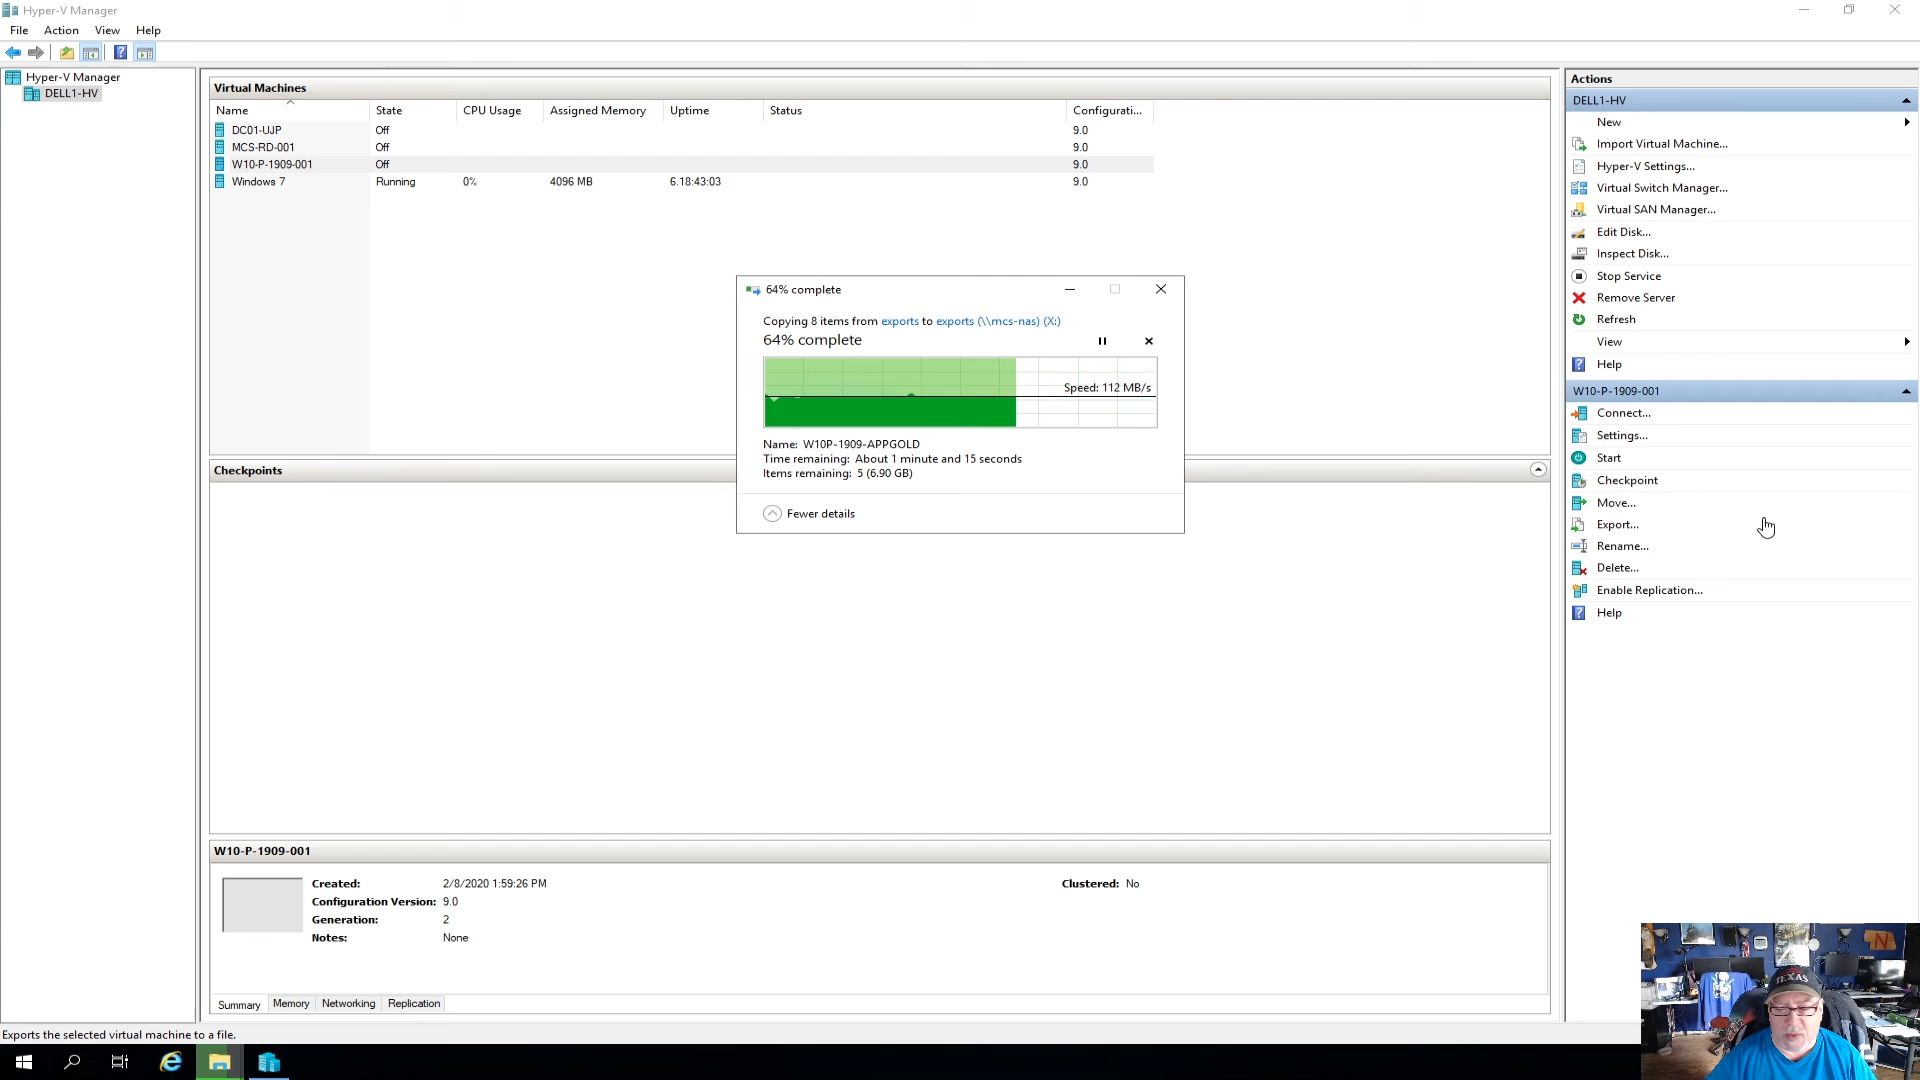 Hyper-V Manager
File Action View Help
Hyper-V Manager
DELL1-HV
Virtual Machines
Name State CPU Usage Assigned Memory Uptime Status Configurati...
DC01-UJP Off 9.0
MCS-RD-001 Off 9.0
W10-P-1909-001 Off 9.0
Windows 7 Running 0% 4096 MB 6.18:43:03 9.0
64% complete
Copying 8 items from exports to exports (\\mcs-nas) (X:)
64% complete
Speed: 112 MB/s
Name: W10P-1909-APPGOLD
Time remaining: About 1 minute and 15 seconds
Items remaining: 5 (6.90 GB)
Fewer details
Checkpoints
W10-P-1909-001
Created: 2/8/2020 1:59:26 PM Clustered: No
Configuration Version: 9.0
Generation: 2
Notes: None
Summary Memory Networking Replication
Exports the selected virtual machine to a file.
Actions
DELL1-HV
New
Import Virtual Machine...
Hyper-V Settings...
Virtual Switch Manager...
Virtual SAN Manager...
Edit Disk...
Inspect Disk...
Stop Service
Remove Server
Refresh
View
Help
W10-P-1909-001
Connect...
Settings...
Start
Checkpoint
Move...
Export...
Rename...
Delete...
Enable Replication...
Help
N
TEXAS